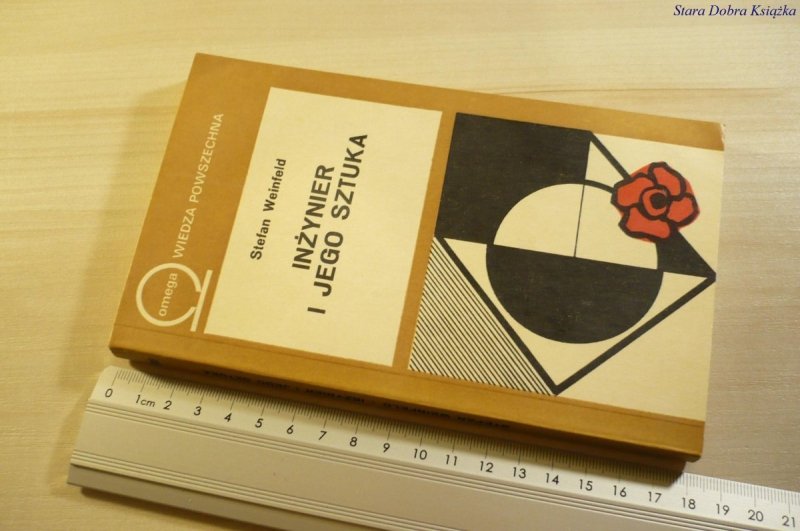 Stara Dobra Książka
omega
WIEDZA POWSZECHNA
Stefan Weinfeld
INŻYNIER
I JEGO SZTUKA
0 1cm 2 3 4 5 6 7 8 9 10 11 12 13 14 15 16 17 18 19 20 21